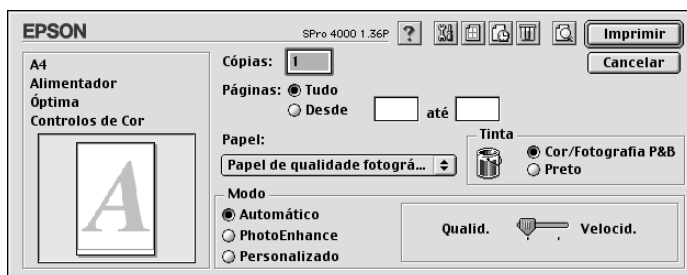 EPSON
SPro 4000 1.36P
?
Imprimir
Cancelar
A4
Alimentador
Óptima
Controlos de Cor
A
Cópias: 1
Páginas: Tudo
Desde até
Papel:
Papel de qualidade fotográ...
Tinta
Cor/Fotografia P&B
Preto
Modo
Automático
PhotoEnhance
Personalizado
Qualid. Velocid.